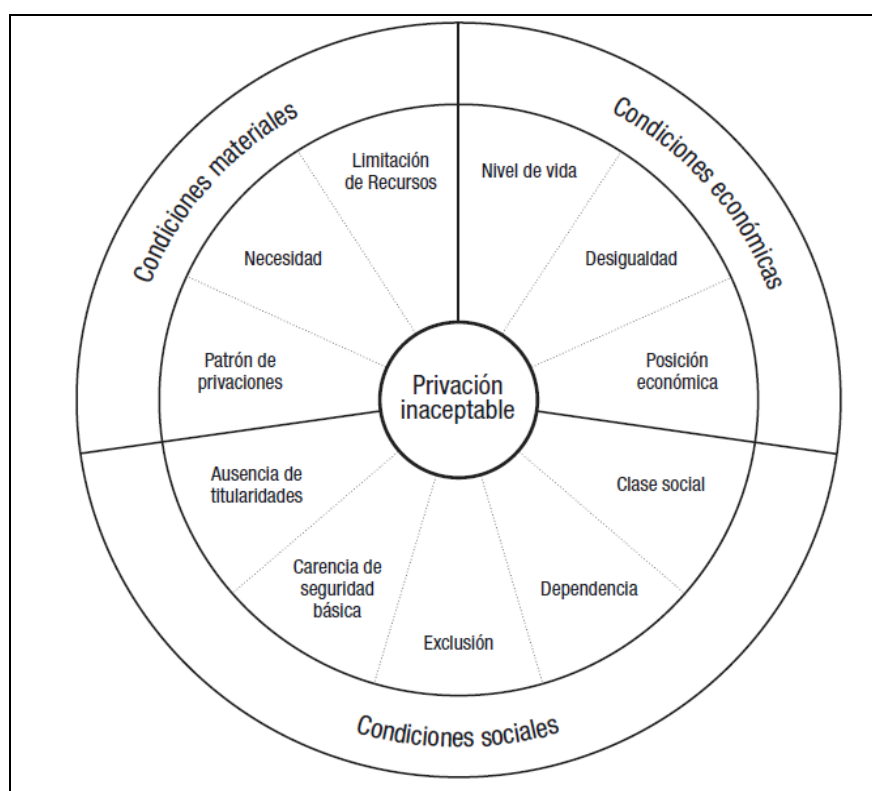 Condiciones materiales
Condiciones económicas
Limitación
de Recursos
Nivel de vida
Necesidad
Desigualdad
Patrón de
privaciones
Privación
inaceptable
Posición
económica
Ausencia de
titularidades
Clase social
Carencia de
seguridad
básica
Dependencia
Exclusión
Condiciones sociales